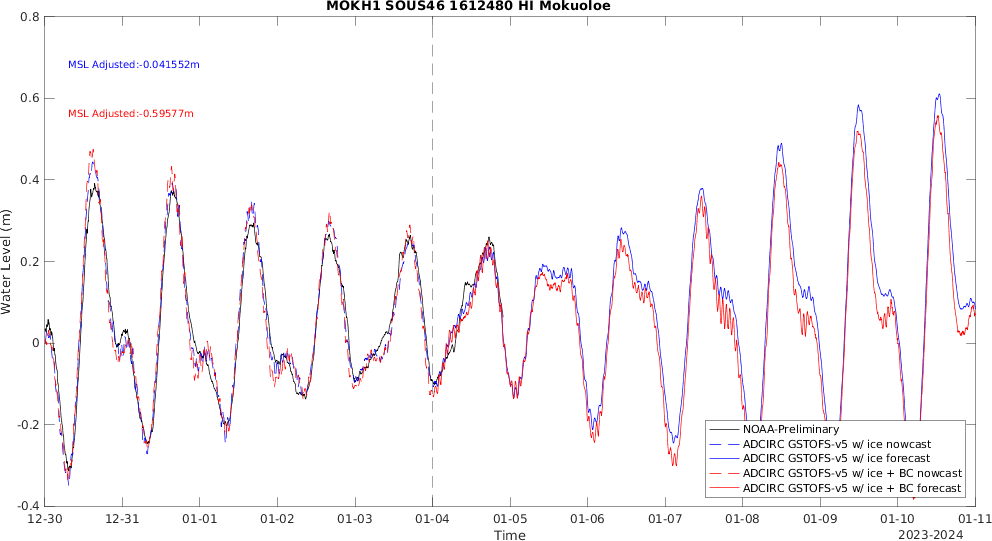 MOKH1 SOUS46 1612480 HI Mokuoloe
0.8
0.6
0.4
0.2
0
-0.2
-0.4
Water Level (m)
MSL Adjusted:-0.041552m
MSL Adjusted:-0.59577m
NOAA-Preliminary
ADCIRC GSTOFS-v5 w/ ice nowcast
ADCIRC GSTOFS-v5 w/ ice forecast
ADCIRC GSTOFS-v5 w/ ice + BC nowcast
ADCIRC GSTOFS-v5 w/ ice + BC forecast
12-30 12-31 01-01 01-02 01-03 01-04 01-05 01-06 01-07 01-08 01-09 01-10 01-11
Time
2023-2024